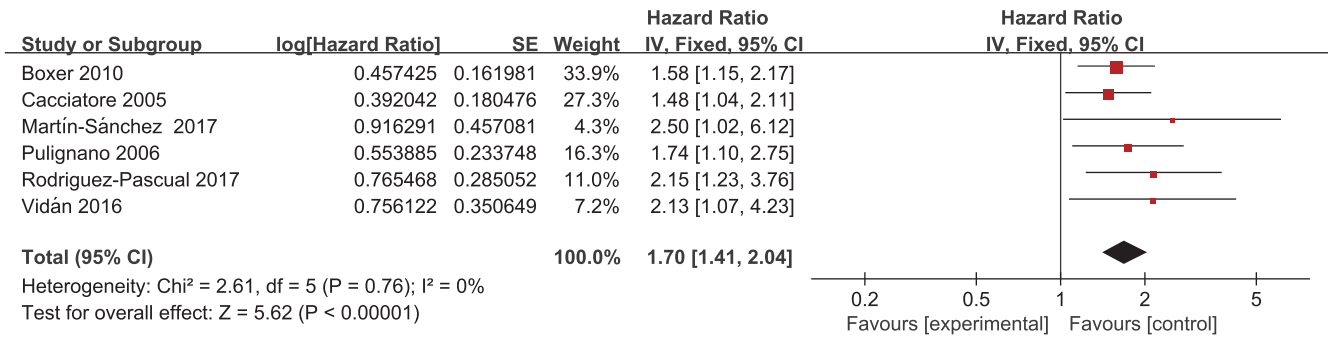 Hazard Ratio Hazard Ratio
Study or Subgroup log[Hazard Ratio] SE Weight IV, Fixed, 95% CI IV, Fixed, 95% CI
Boxer 2010 0.457425 0.161981 33.9% 1.58 [1.15, 2.17]
Cacciatore 2005 0.392042 0.180476 27.3% 1.48 [1.04, 2.11]
Martín-Sánchez 2017 0.916291 0.457081 4.3% 2.50 [1.02, 6.12]
Pulignano 2006 0.553885 0.233748 16.3% 1.74 [1.10, 2.75]
Rodriguez-Pascual 2017 0.765468 0.285052 11.0% 2.15 [1.23, 3.76]
Vidán 2016 0.756122 0.350649 7.2% 2.13 [1.07, 4.23]
Total (95% CI) 100.0% 1.70 [1.41, 2.04]
Heterogeneity: Chi² = 2.61, df = 5 (P = 0.76); I² = 0%
Test for overall effect: Z = 5.62 (P < 0.00001)
0.2 0.5 1 2 5
Favours [experimental] Favours [control]